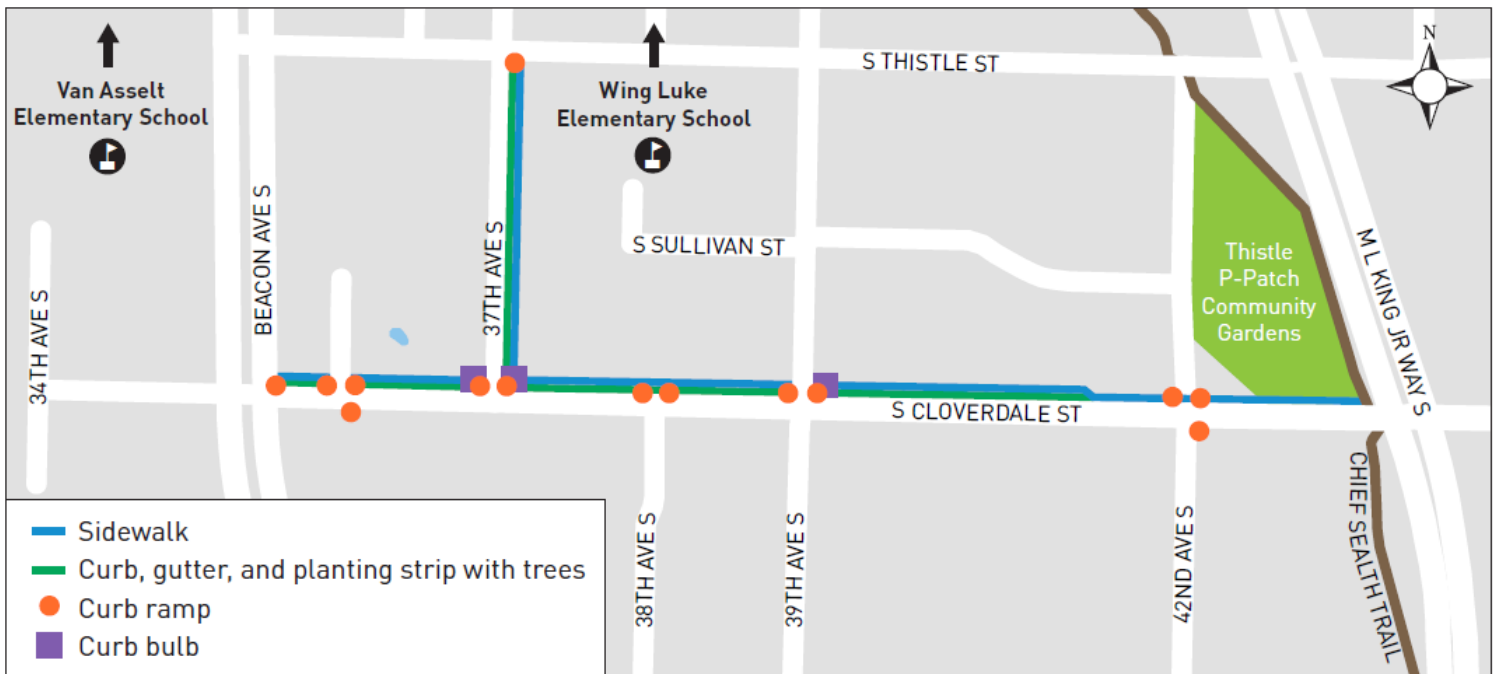 N
S THISTLE ST
Van Asselt
Elementary School
Wing Luke
Elementary School
BEACON AVE S
37TH AVE S
S SULLIVAN ST
34TH AVE S
Thistle
P-Patch
Community
Gardens
M L KING JR WAY S
S CLOVERDALE ST
38TH AVE S
39TH AVE S
42ND AVE S
CHIEF SEALTH TRAIL
Sidewalk
Curb, gutter, and planting strip with trees
Curb ramp
Curb bulb